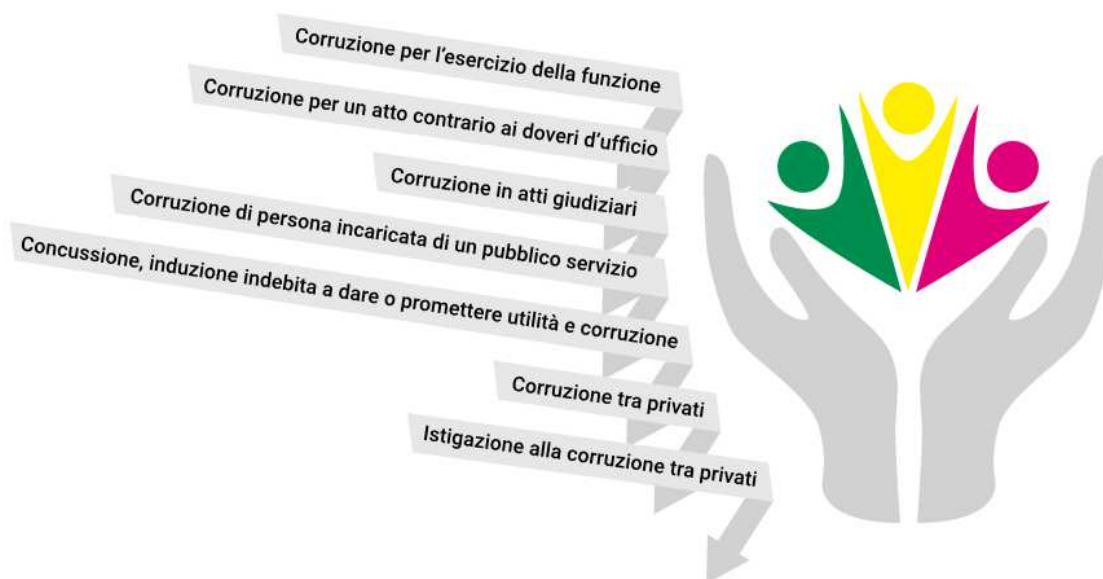 Corruzione per l'esercizio della funzione
Corruzione per un atto contrario ai doveri d'ufficio
Corruzione in atti giudiziari
Corruzione di persona incaricata di un pubblico servizio
Concussione, induzione indebita a dare o promettere utilità e corruzione
Corruzione tra privati
Istigazione alla corruzione tra privati